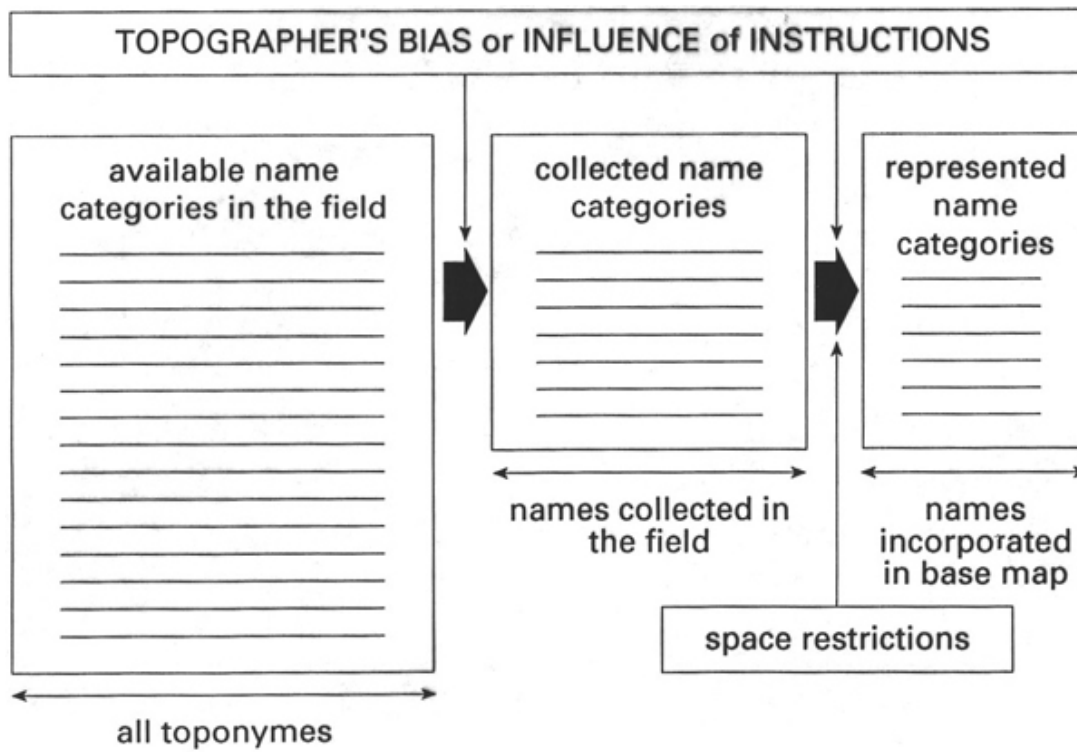 TOPOGRAPHER'S BIAS or INFLUENCE of INSTRUCTIONS
available name
categories in the field
collected name
categories
represented
name
categories
names collected in
the field
names
incorporated
in base map
space restrictions
all toponymes